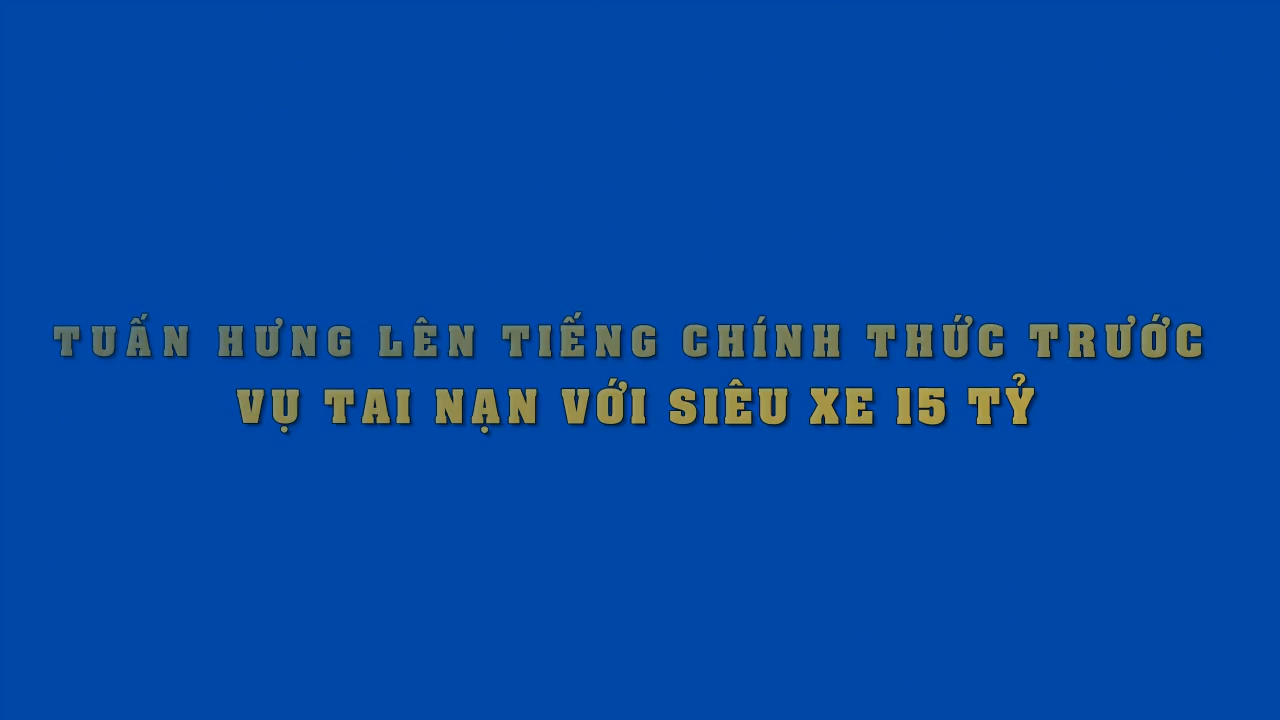 TUẤN HƯNG LÊN TIẾNG CHÍNH THỨC TRƯỚC
VỤ TAI NẠN VỚI SIÊU XE 15 TỶ